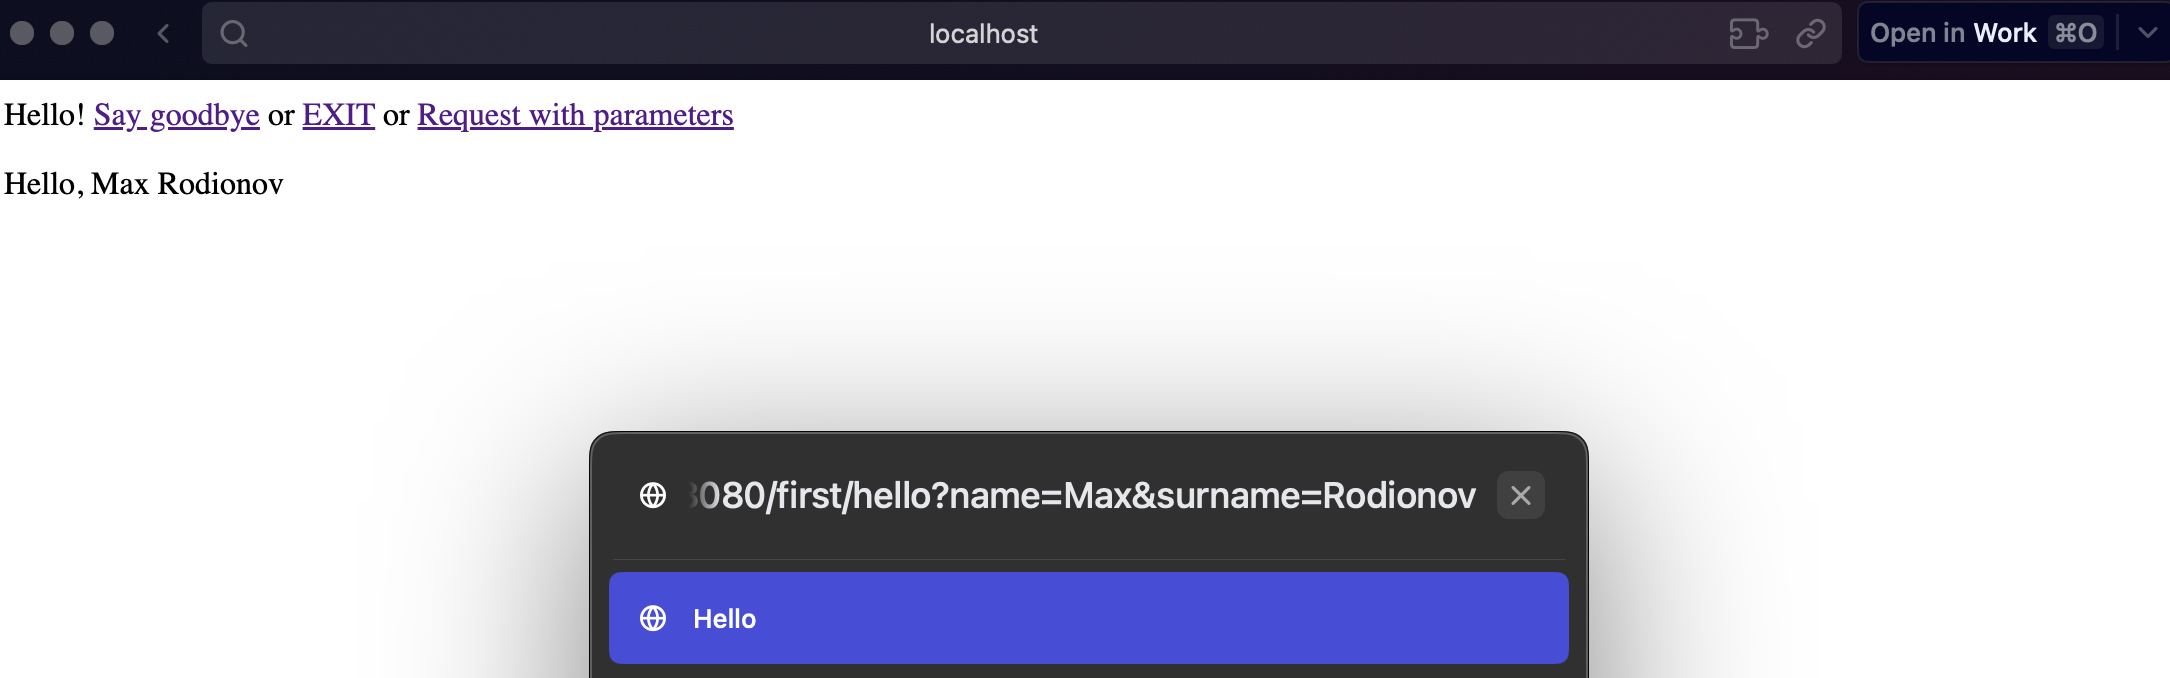 localhost
Open in Work ⌘O
Hello! Say goodbye or EXIT or Request with parameters
Hello, Max Rodionov
080/first/hello?name=Max&surname=Rodionov
Hello